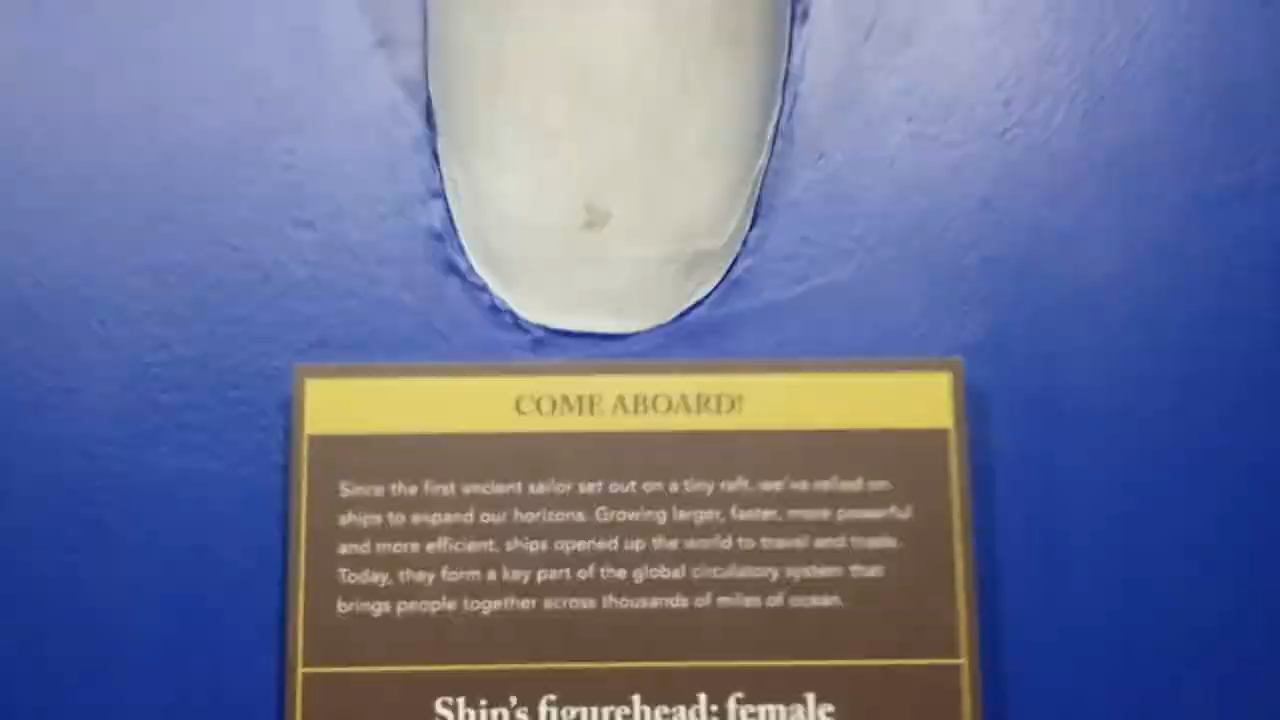 COME ABOARD!
Since the first ancient sailor set out on a tiny raft, we've relied on
ships to expand our horizons. Growing larger, faster, more powerful
and more efficient, ships opened up the world to travel and trade.
Today, they form a key part of the global circulatory system that
brings people together across thousands of miles of ocean.
Ship's figurehead: female